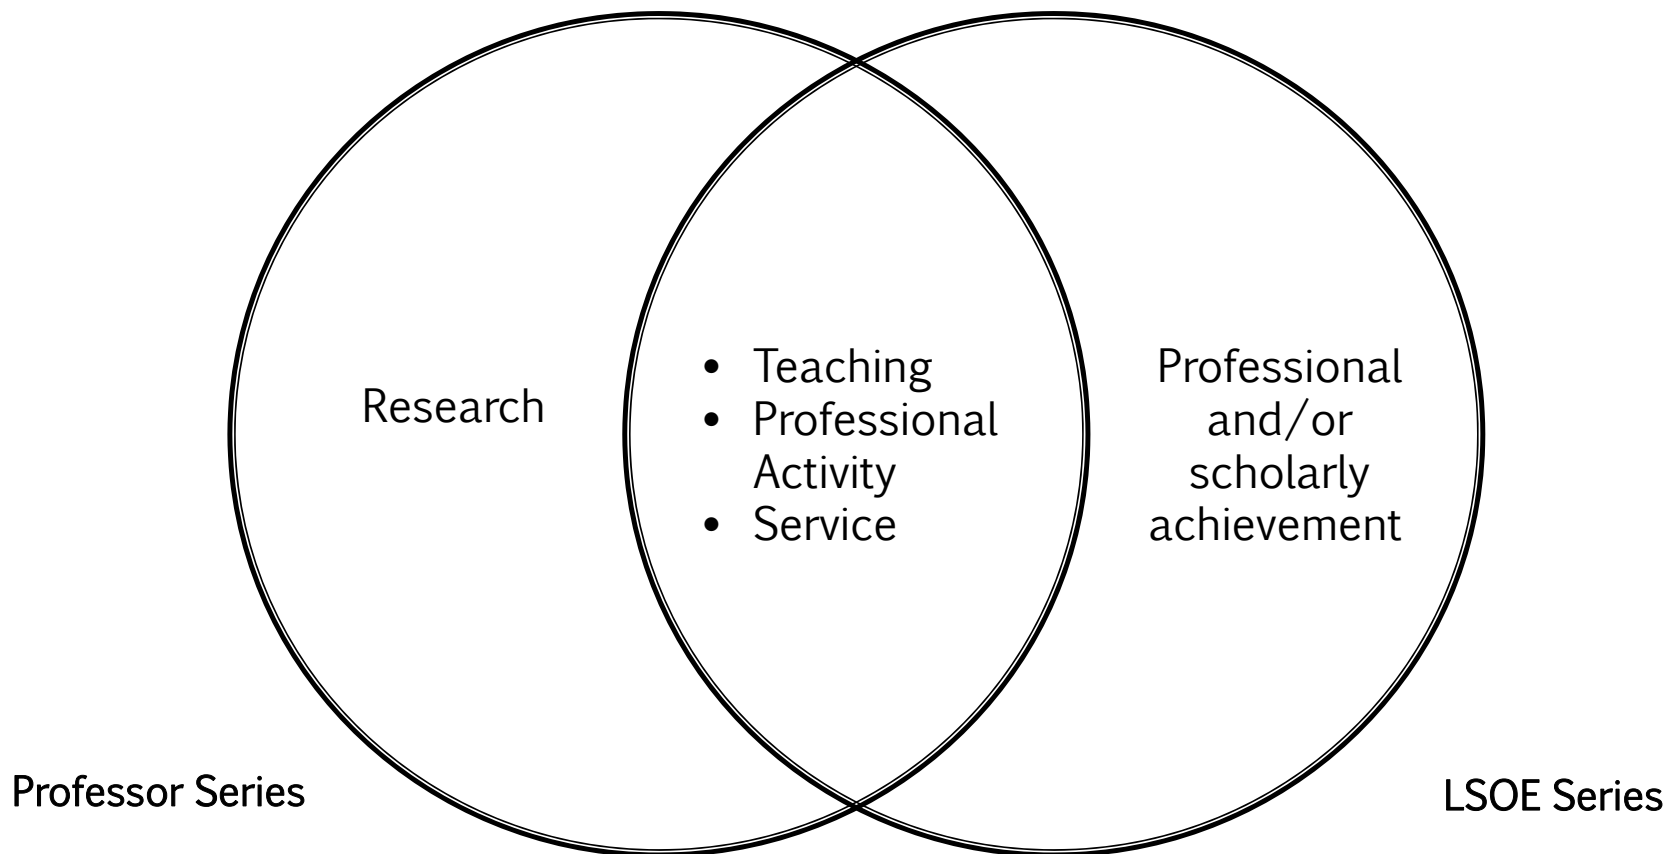 Research
• Teaching
• Professional
Activity
• Service
Professional
and/or
scholarly
achievement
Professor Series
LSOE Series